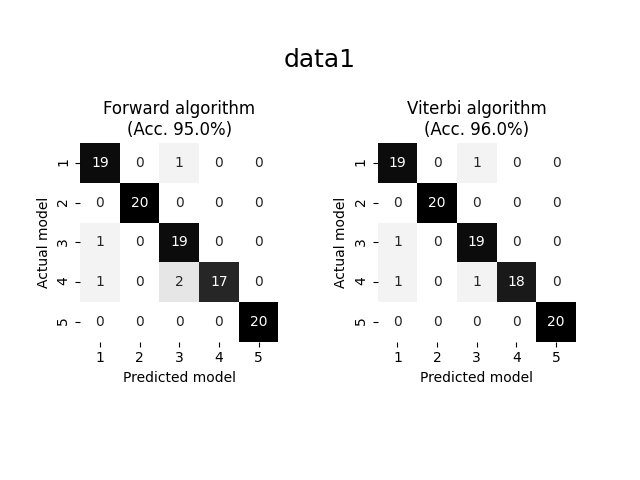 data1
Forward algorithm
(Acc. 95.0%)
Actual model
1 19 0 1 0 0
2 0 20 0 0 0
3 1 0 19 0 0
4 1 0 2 17 0
5 0 0 0 0 20
1 2 3 4 5
Predicted model
Viterbi algorithm
(Acc. 96.0%)
Actual model
1 19 0 1 0 0
2 0 20 0 0 0
3 1 0 19 0 0
4 1 0 1 18 0
5 0 0 0 0 20
1 2 3 4 5
Predicted model